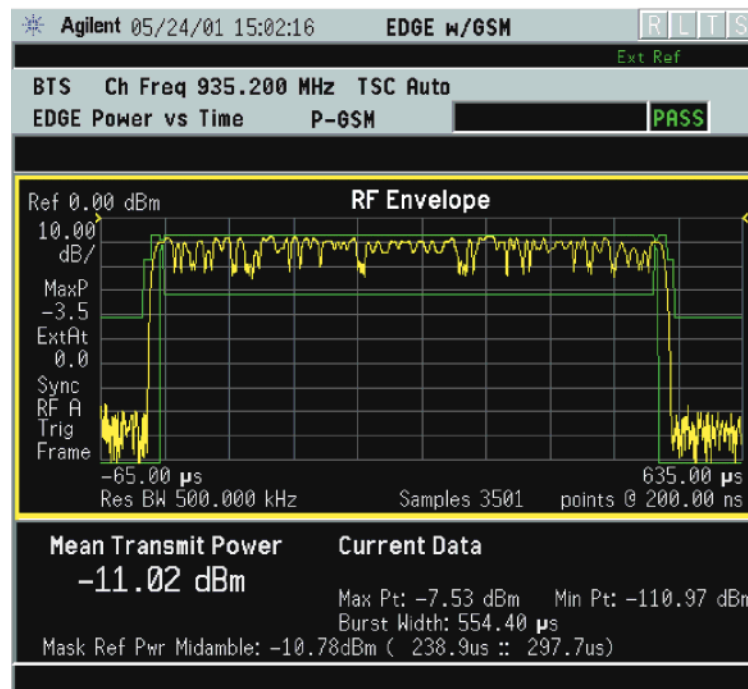 Agilent 05/24/01 15:02:16 EDGE w/GSM R L T S
Ext Ref
BTS Ch Freq 935.200 MHz TSC Auto
EDGE Power vs Time P-GSM PASS
Ref 0.00 dBm RF Envelope
10.00
dB/
MaxP
-3.5
ExtAt
0.0
Sync
RF A
Trig
Frame
-65.00 µs 635.00 µs
Res BW 500.000 kHz Samples 3501 points @ 200.00 ns
Mean Transmit Power Current Data
-11.02 dBm
Max Pt: -7.53 dBm Min Pt: -110.97 dBm
Burst Width: 554.40 µs
Mask Ref Pwr Midamble: -10.78dBm ( 238.9us :: 297.7us)